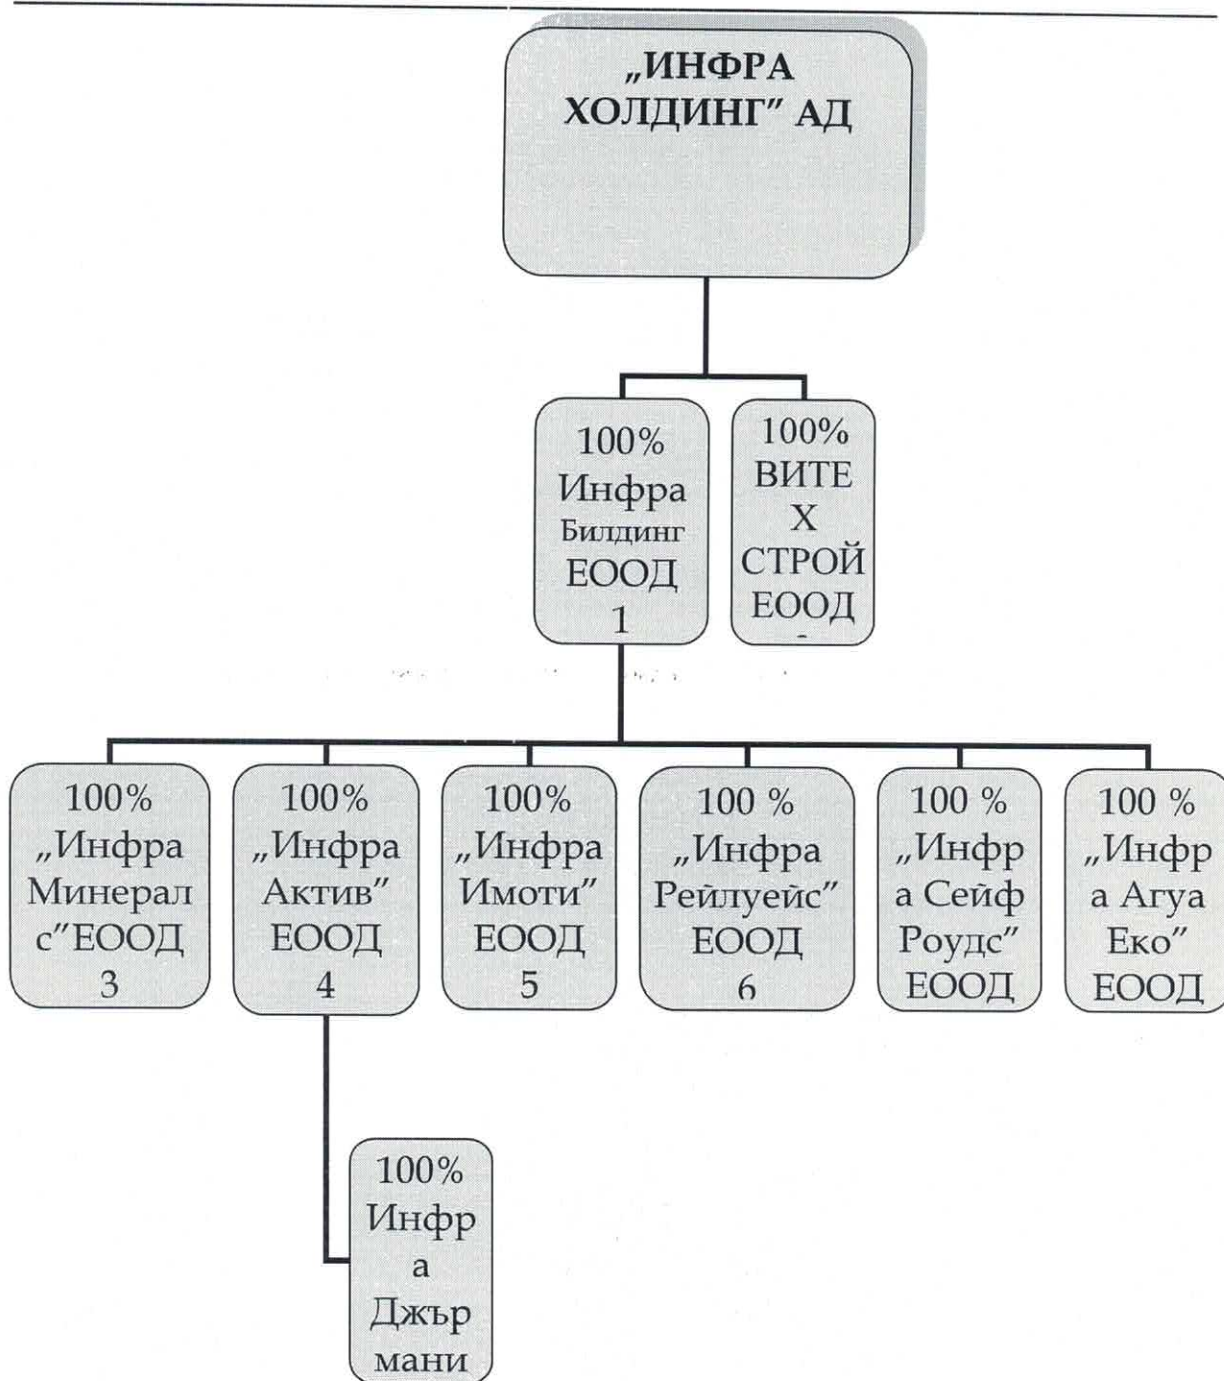 „ИНФРА
ХОЛДИНГ” АД
100%
Инфра
Билдинг
ЕООД
1
100%
ВИТЕ
Х
СТРОЙ
ЕООД
100%
„Инфра
Минерал
с”ЕООД
3
100%
„Инфра
Актив”
ЕООД
4
100%
„Инфра
Имоти”
ЕООД
5
100 %
„Инфра
Рейлуейс”
ЕООД
6
100 %
„Инфр
а Сейф
Роудс”
ЕООД
100 %
„Инфр
а Агуа
Еко”
ЕООД
100%
Инфр
а
Джър
мани